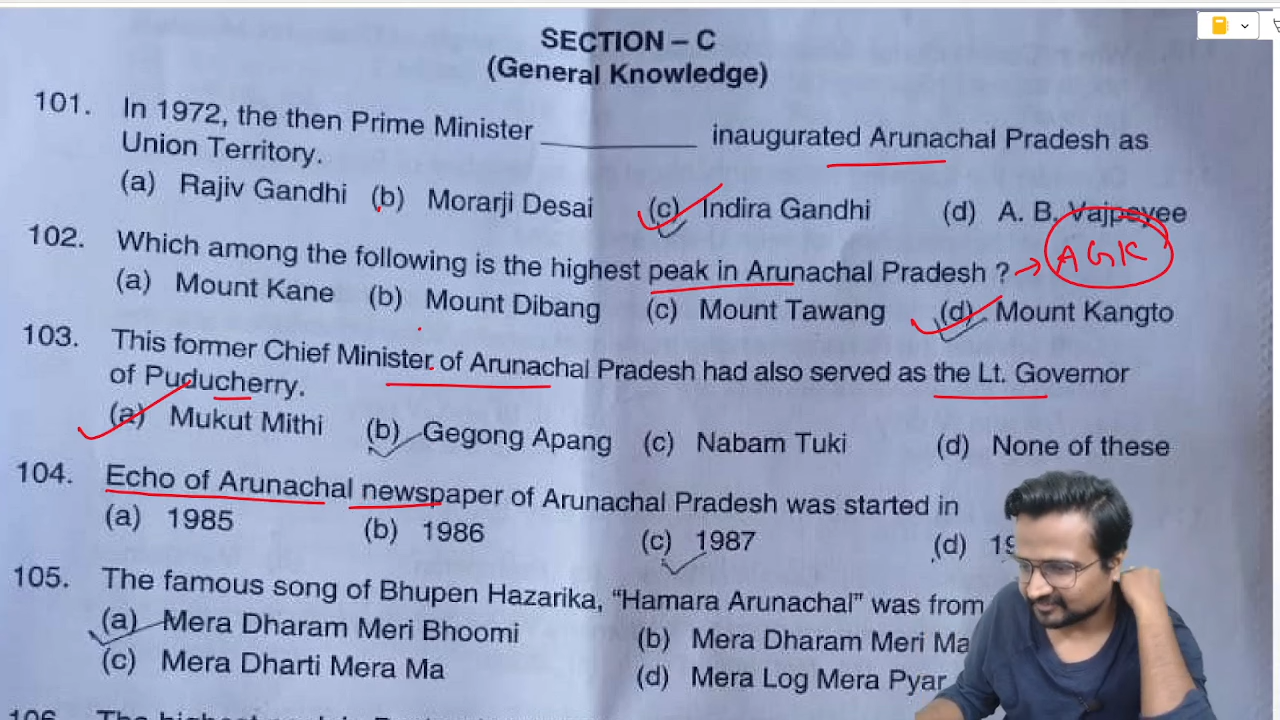 SECTION – C
(General Knowledge)
101. In 1972, the then Prime Minister __________ inaugurated Arunachal Pradesh as
Union Territory.
(a) Rajiv Gandhi (b) Morarji Desai (c) Indira Gandhi (d) A. B. Vajpeyee
102. Which among the following is the highest peak in Arunachal Pradesh ? → AGK
(a) Mount Kane (b) Mount Dibang (c) Mount Tawang (d) Mount Kangto
103. This former Chief Minister of Arunachal Pradesh had also served as the Lt. Governor
of Puducherry.
(a) Mukut Mithi (b) Gegong Apang (c) Nabam Tuki (d) None of these
104. Echo of Arunachal newspaper of Arunachal Pradesh was started in
(a) 1985 (b) 1986 (c) 1987 (d)
105. The famous song of Bhupen Hazarika, “Hamara Arunachal” was from
(a) Mera Dharam Meri Bhoomi (b) Mera Dharam Meri Ma
(c) Mera Dharti Mera Ma (d) Mera Log Mera Pyar